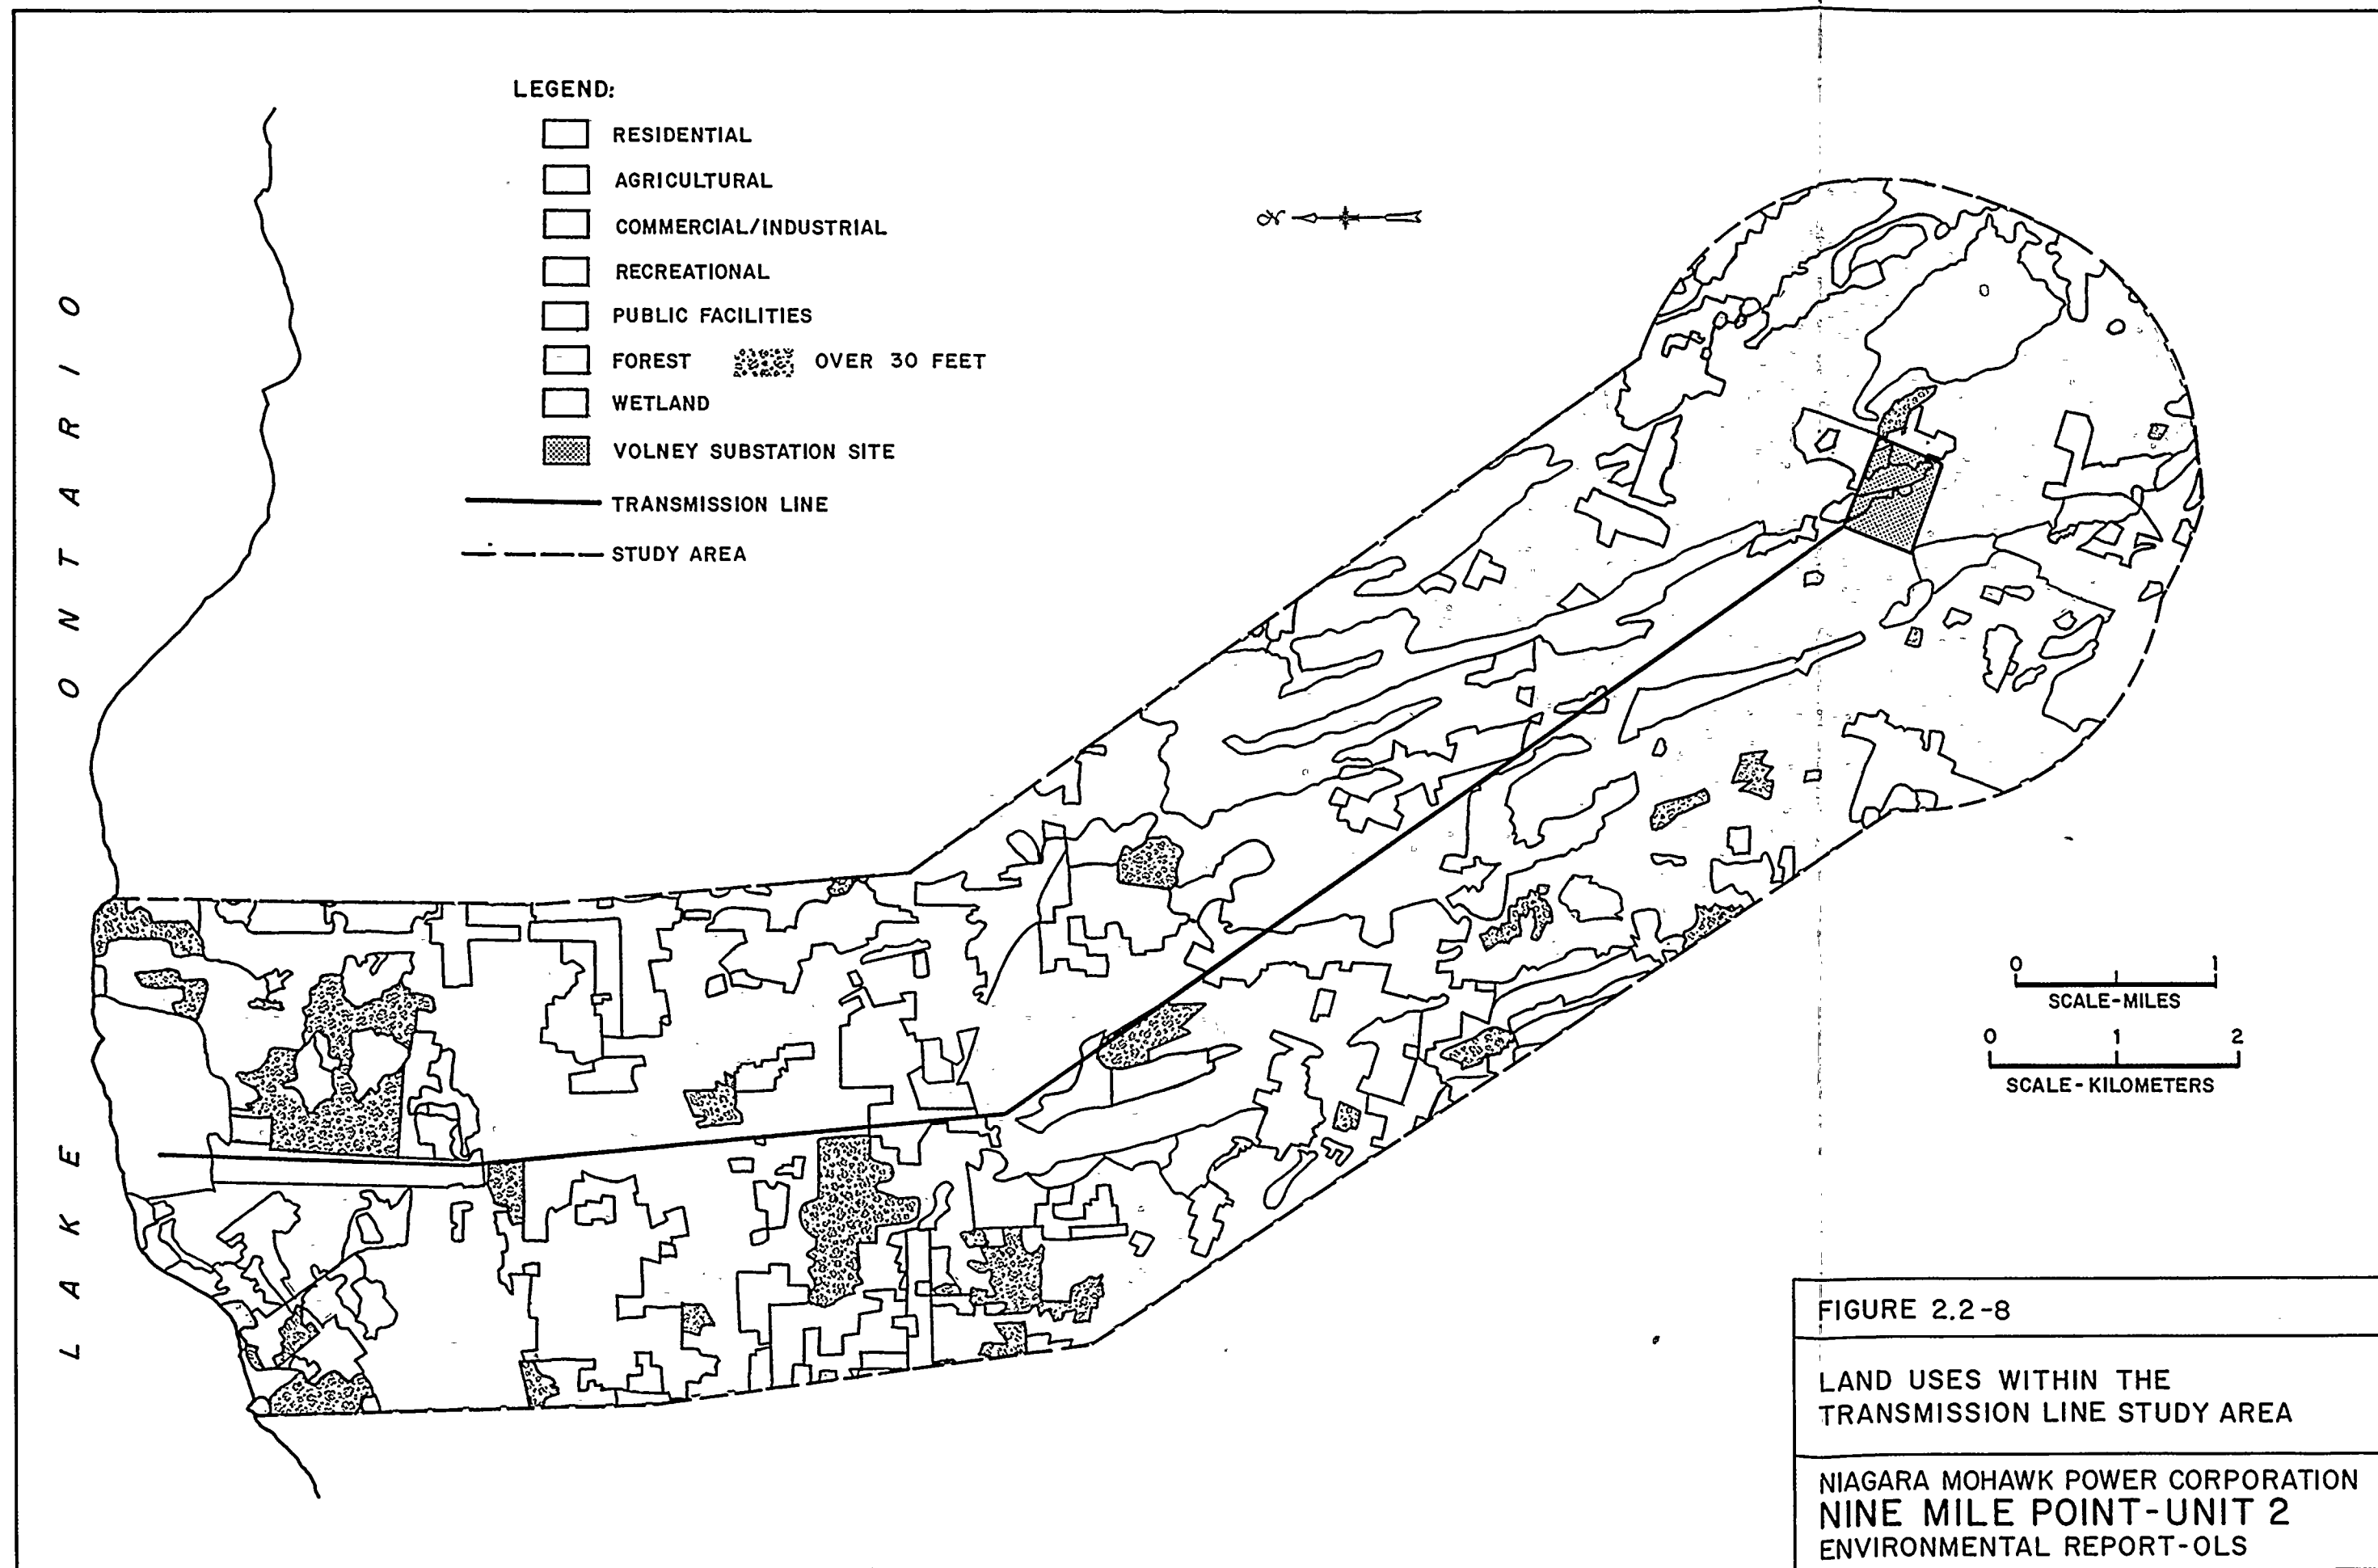 LEGEND:
RESIDENTIAL
AGRICULTURAL
COMMERCIAL/INDUSTRIAL
RECREATIONAL
PUBLIC FACILITIES
FOREST OVER 30 FEET
WETLAND
VOLNEY SUBSTATION SITE
TRANSMISSION LINE
STUDY AREA
N
LAKE ONTARIO
0 1
SCALE-MILES
0 1 2
SCALE-KILOMETERS
FIGURE 2.2-8
LAND USES WITHIN THE
TRANSMISSION LINE STUDY AREA
NIAGARA MOHAWK POWER CORPORATION
NINE MILE POINT-UNIT 2
ENVIRONMENTAL REPORT-OLS